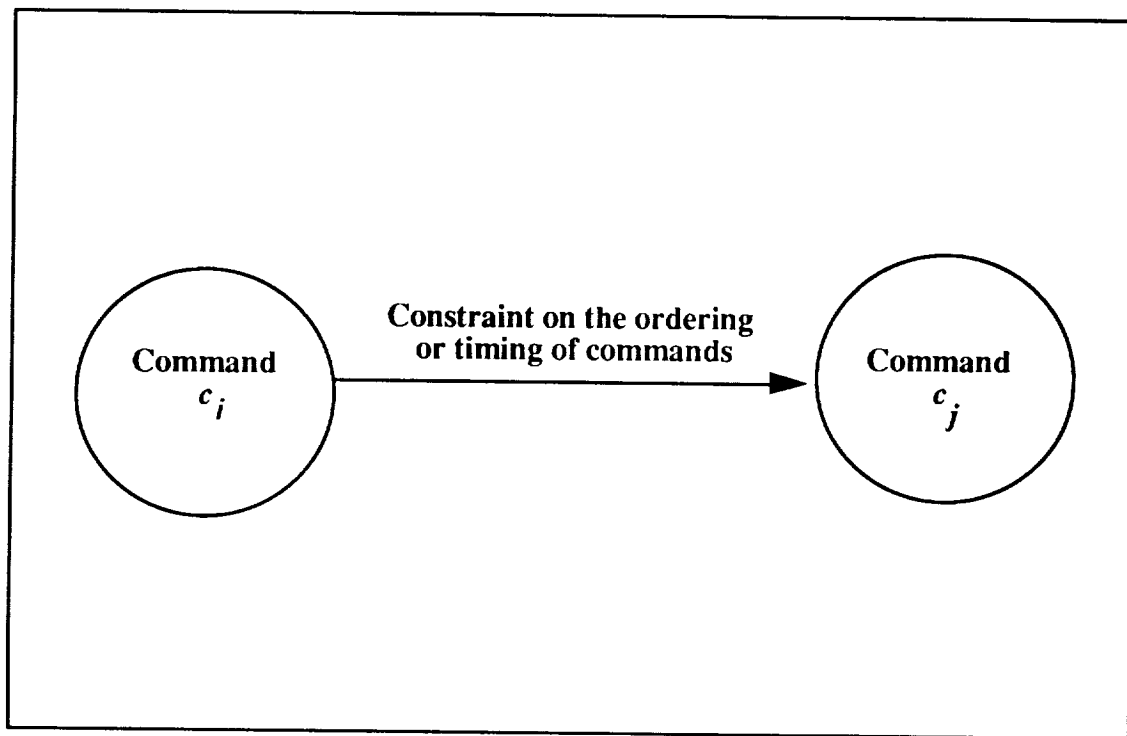 Constraint on the ordering
or timing of commands
Command
c i
Command
c j